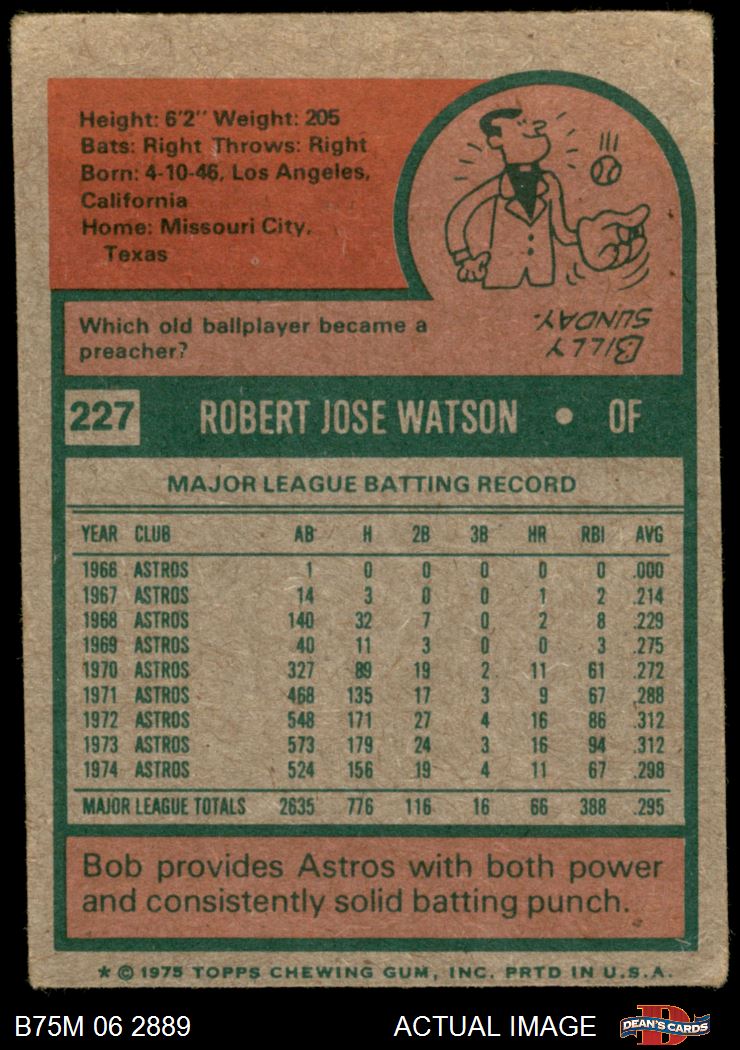 Height: 6'2" Weight: 205
Bats: Right Throws: Right
Born: 4-10-46, Los Angeles,
California
Home: Missouri City,
Texas
Which old ballplayer became a
preacher?
BILLY
SUNDAY.
227 ROBERT JOSE WATSON • OF
MAJOR LEAGUE BATTING RECORD
YEAR CLUB AB H 2B 3B HR RBI AVG
1966 ASTROS 1 0 0 0 0 0 .000
1967 ASTROS 14 3 0 0 1 2 .214
1968 ASTROS 140 32 7 0 2 8 .229
1969 ASTROS 40 11 3 0 0 3 .275
1970 ASTROS 327 89 19 2 11 61 .272
1971 ASTROS 468 135 17 3 9 67 .288
1972 ASTROS 548 171 27 4 16 86 .312
1973 ASTROS 573 179 24 3 16 94 .312
1974 ASTROS 524 156 19 4 11 67 .298
MAJOR LEAGUE TOTALS 2635 776 116 16 66 388 .295
Bob provides Astros with both power
and consistently solid batting punch.
* © 1975 TOPPS CHEWING GUM, INC. PRTD IN U.S.A.
B75M 06 2889 ACTUAL IMAGE D DEAN'S CARDS